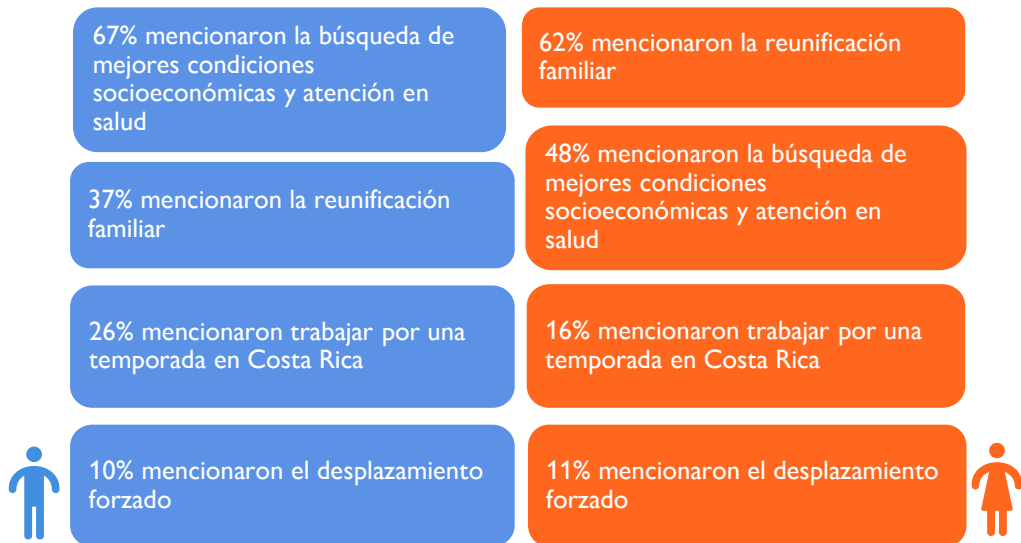 67% mencionaron la búsqueda de
mejores condiciones
socioeconómicas y atención en
salud
37% mencionaron la reunificación
familiar
26% mencionaron trabajar por una
temporada en Costa Rica
10% mencionaron el desplazamiento
forzado
62% mencionaron la reunificación
familiar
48% mencionaron la búsqueda de
mejores condiciones
socioeconómicas y atención en
salud
16% mencionaron trabajar por una
temporada en Costa Rica
11% mencionaron el desplazamiento
forzado